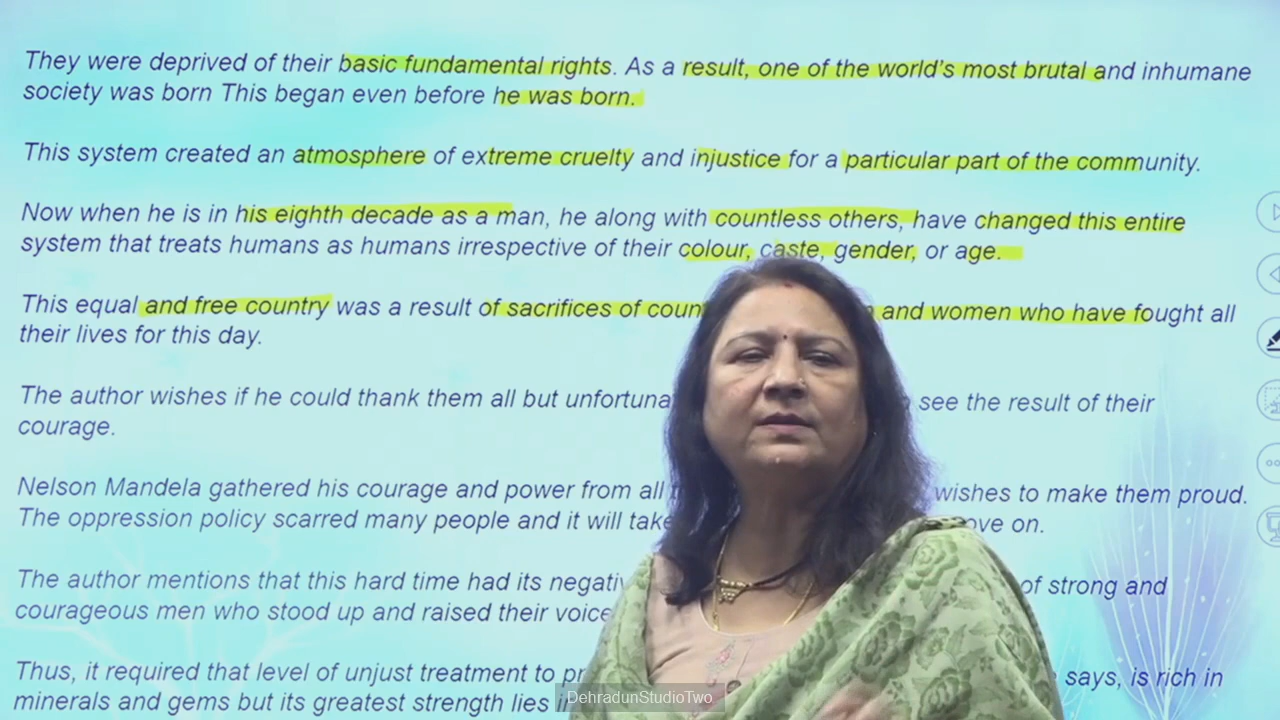 They were deprived of their basic fundamental rights. As a result, one of the world's most brutal and inhumane
society was born This began even before he was born.
This system created an atmosphere of extreme cruelty and injustice for a particular part of the community.
Now when he is in his eighth decade as a man, he along with countless others, have changed this entire
system that treats humans as humans irrespective of their colour, caste, gender, or age.
This equal and free country was a result of sacrifices of and women who have fought all
their lives for this day.
The author wishes if he could thank them all but see the result of their
courage.
Nelson Mandela gathered his courage and power from all wishes to make them proud.
The oppression policy scarred many people and it will take on.
The author mentions that this hard time had its of strong and
courageous men who stood up and raised their voice
Thus, it required that level of unjust treatment to says, is rich in
minerals and gems but its greatest strength lies
DehradunStudioTwo